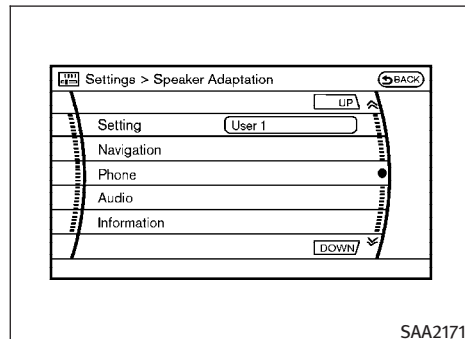 Settings > Speaker Adaptation
BACK
UP
Setting
User 1
Navigation
Phone
Audio
Information
DOWN
SAA2171